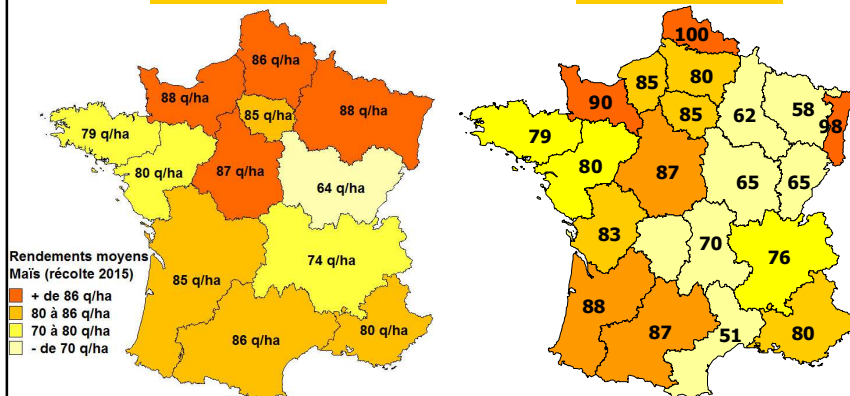 86 q/ha
88 q/ha
85 q/ha
88 q/ha
79 q/ha
80 q/ha
87 q/ha
64 q/ha
74 q/ha
85 q/ha
86 q/ha
80 q/ha
Rendements moyens
Maïs (récolte 2015)
+ de 86 q/ha
80 à 86 q/ha
70 à 80 q/ha
- de 70 q/ha
100
85
80
90
85
62
58
98
79
80
87
65
65
83
70
76
88
87
51
80